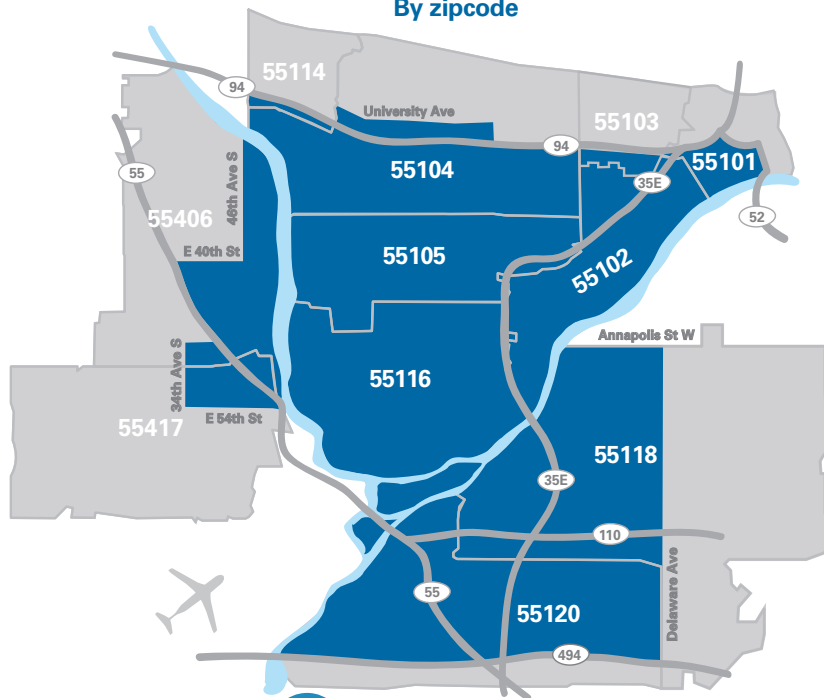 By zipcode
55114
94
University Ave
55103
94
55101
55104
35E
55
46th Ave S
55406
52
E 40th St
55105
55102
Annapolis St W
34th Ave S
55116
E 54th St
55417
55118
35E
110
Delaware Ave
55
55120
494